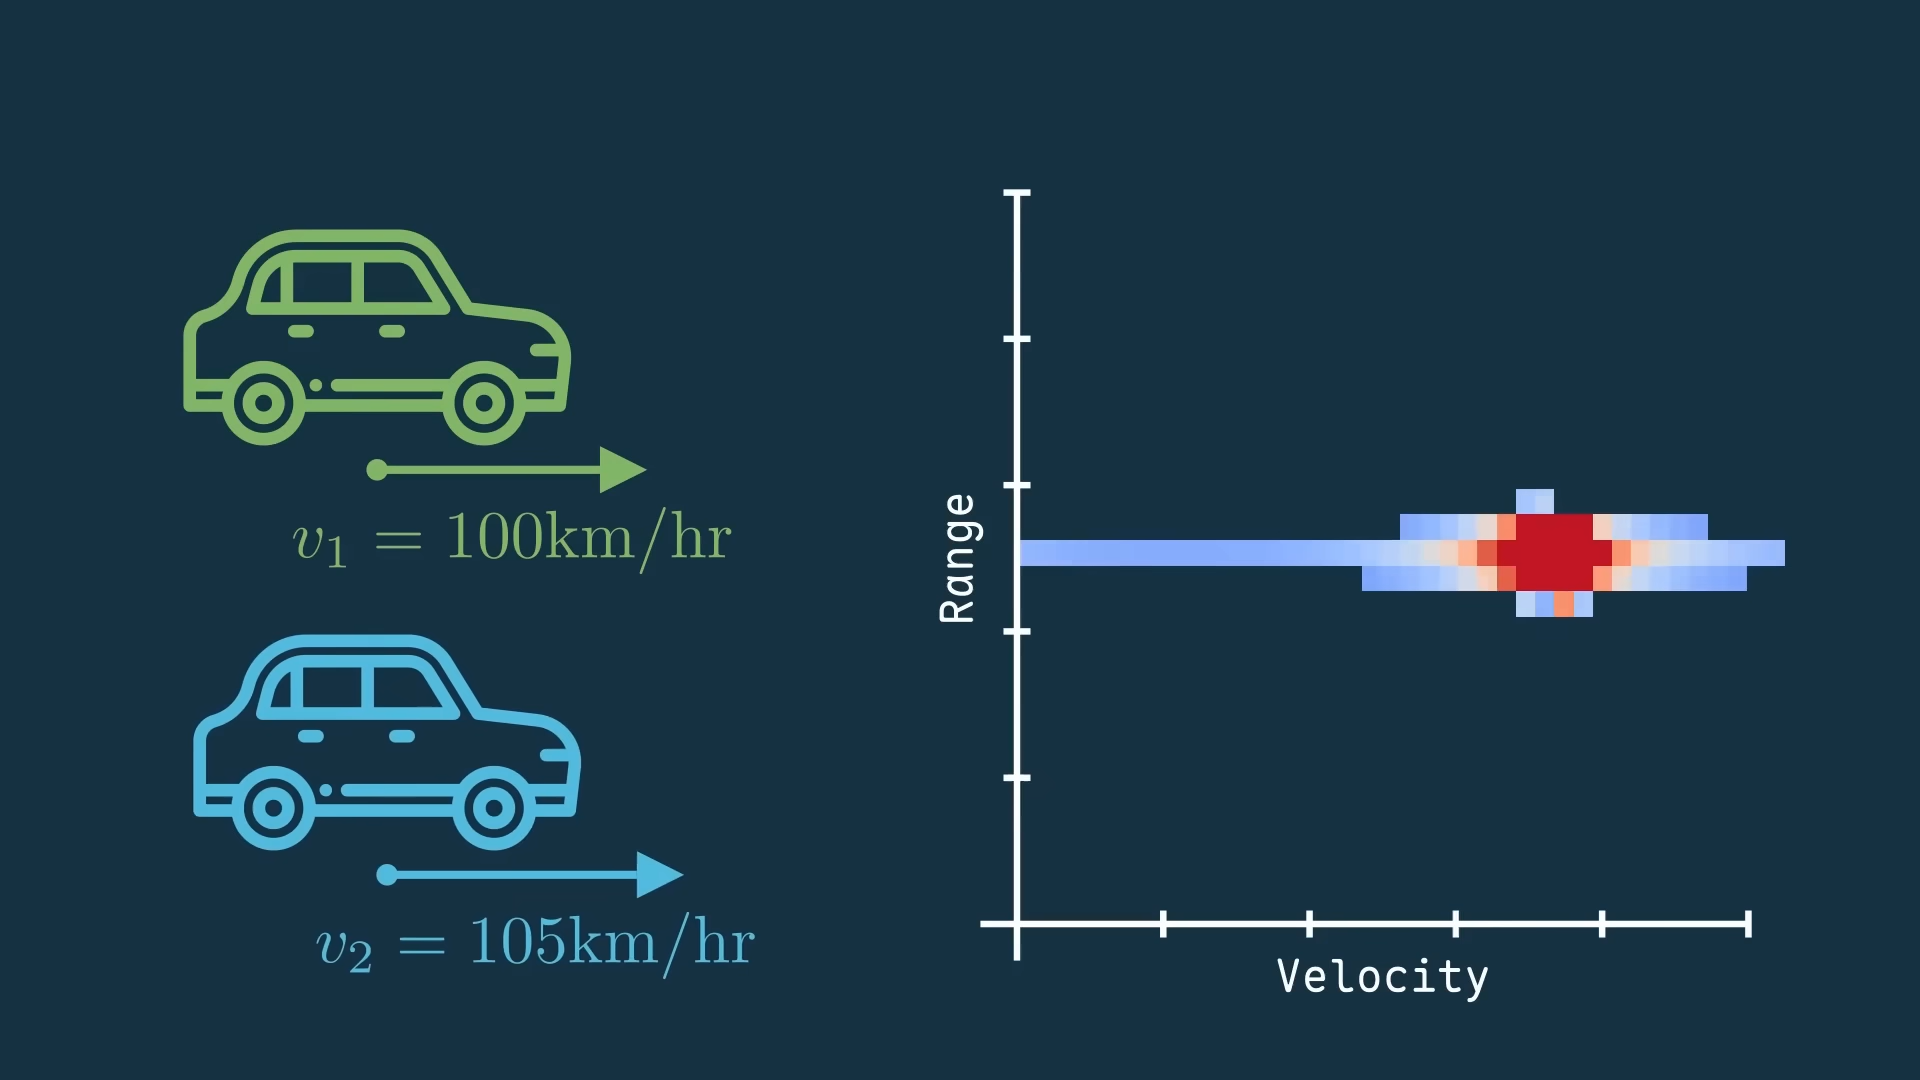 v₁ = 100km/hr
v₂ = 105km/hr
Range
Velocity